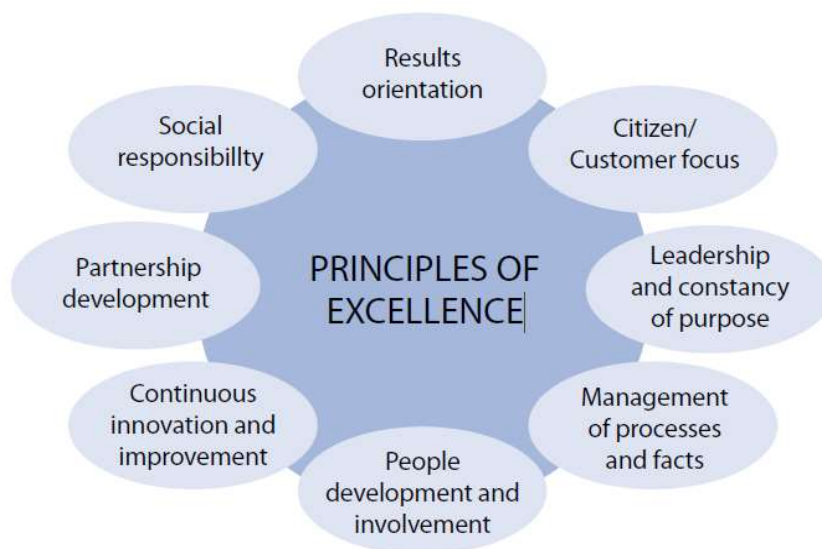 Results
orientation
Citizen/
Customer focus
Leadership
and constancy
of purpose
Management
of processes
and facts
People
development and
involvement
Continuous
innovation and
improvement
Partnership
development
Social
responsibillty
PRINCIPLES OF
EXCELLENCE